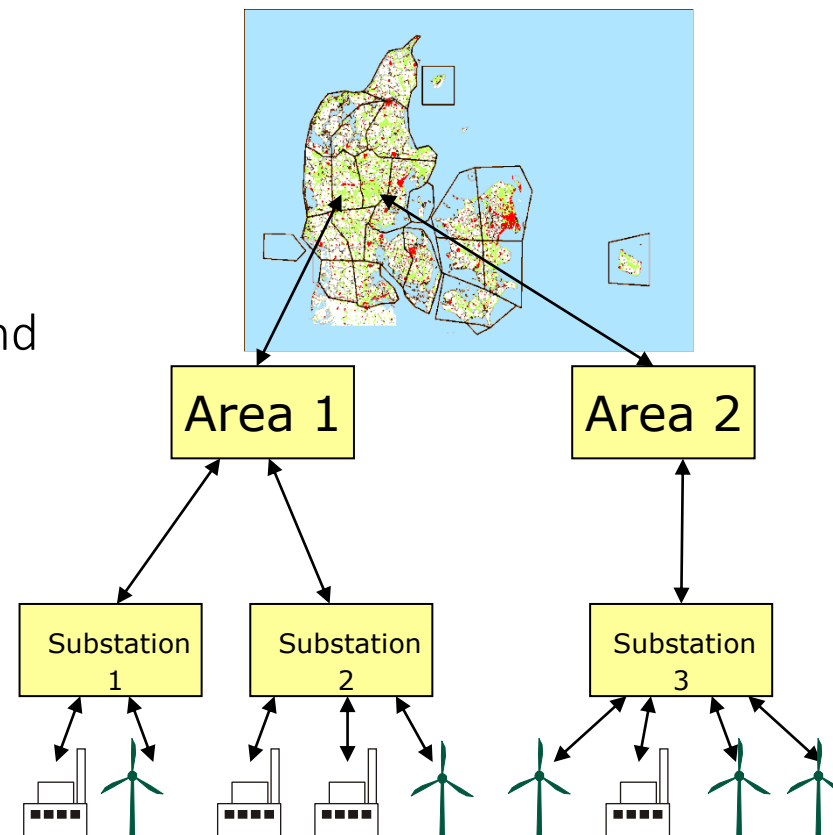 nd
Area 1
Area 2
Substation
1
Substation
2
Substation
3